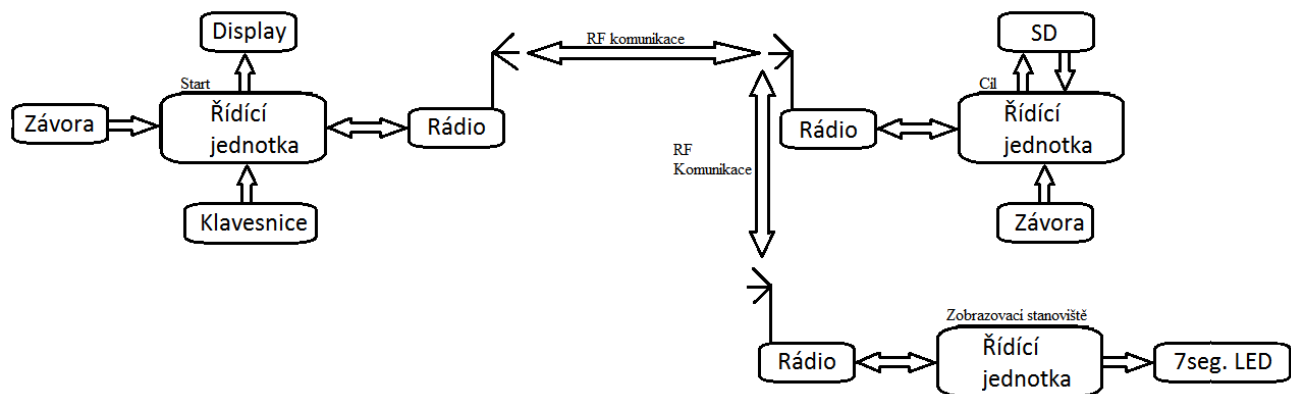 Display
Start
Závora
Řídící
jednotka
Rádio
Klavesnice
RF komunikace
SD
Cíl
Rádio
Řídící
jednotka
Závora
RF
Komunikace
Zobrazovaci stanoviště
Rádio
Řídící
jednotka
7seg. LED